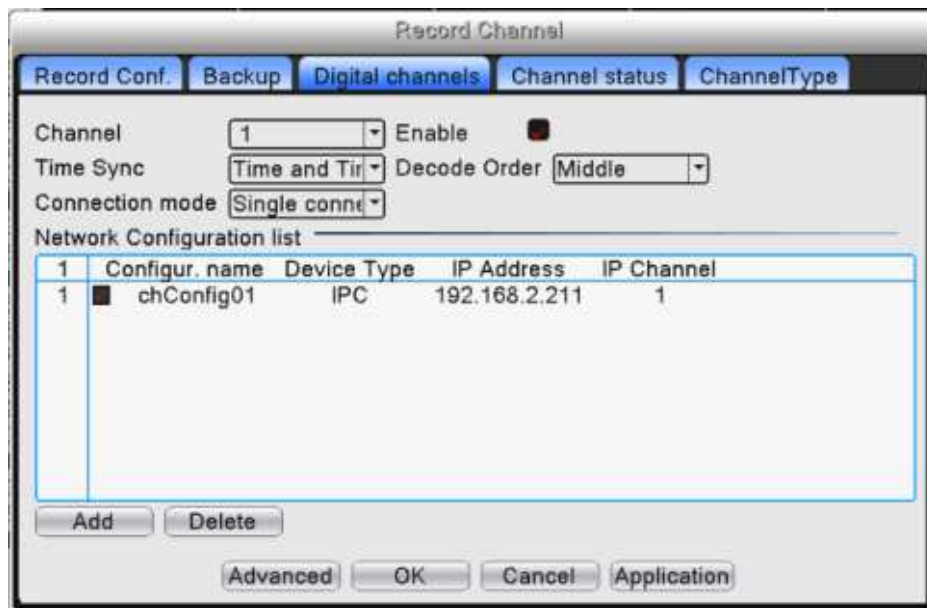 Record Channel
Record Conf. Backup Digital channels Channel status ChannelType
Channel 1 Enable
Time Sync Time and Tir Decode Order Middle
Connection mode Single conne
Network Configuration list
1 Configur. name Device Type IP Address IP Channel
1 chConfig01 IPC 192.168.2.211 1
Add Delete
Advanced OK Cancel Application